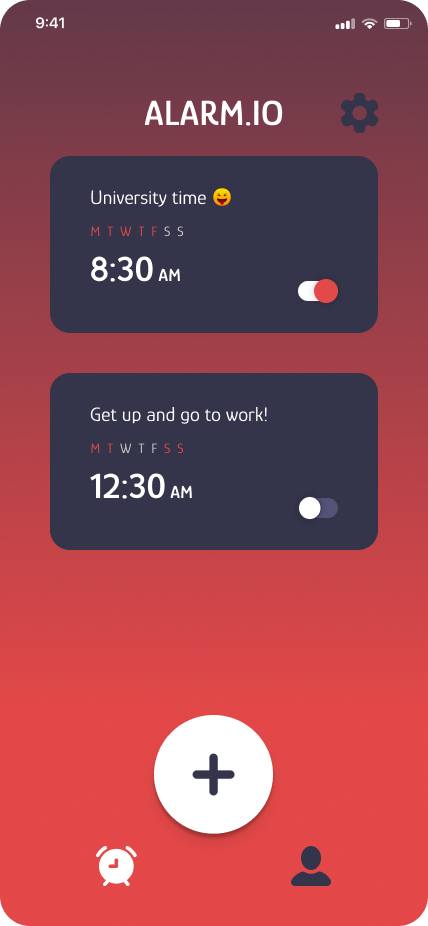 9:41
ALARM.IO
University time 😝
M T W T F S S
8:30 AM
Get up and go to work!
M T W T F S S
12:30 AM